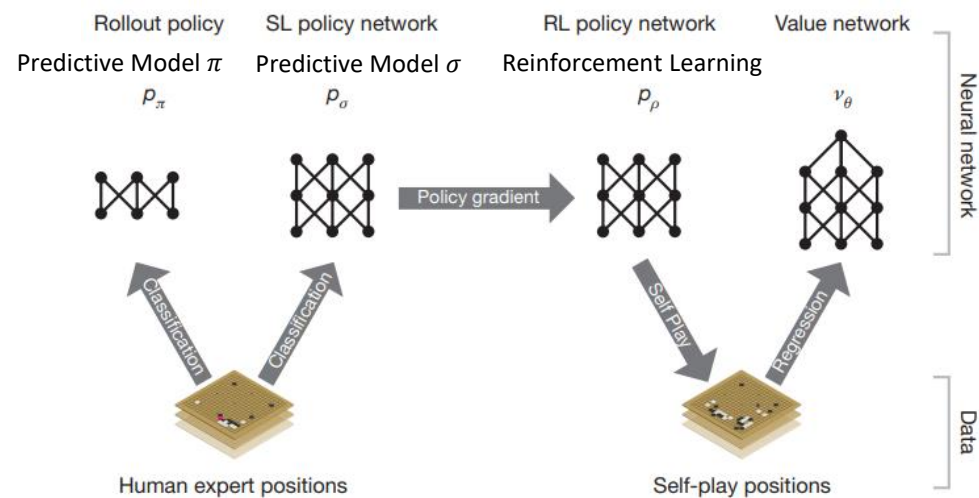 Rollout policy SL policy network RL policy network Value network
Predictive Model π Predictive Model σ Reinforcement Learning
pπ pσ pρ νθ
Neural network
Policy gradient
Classification Classification Self Play Regression
Data
Human expert positions Self-play positions